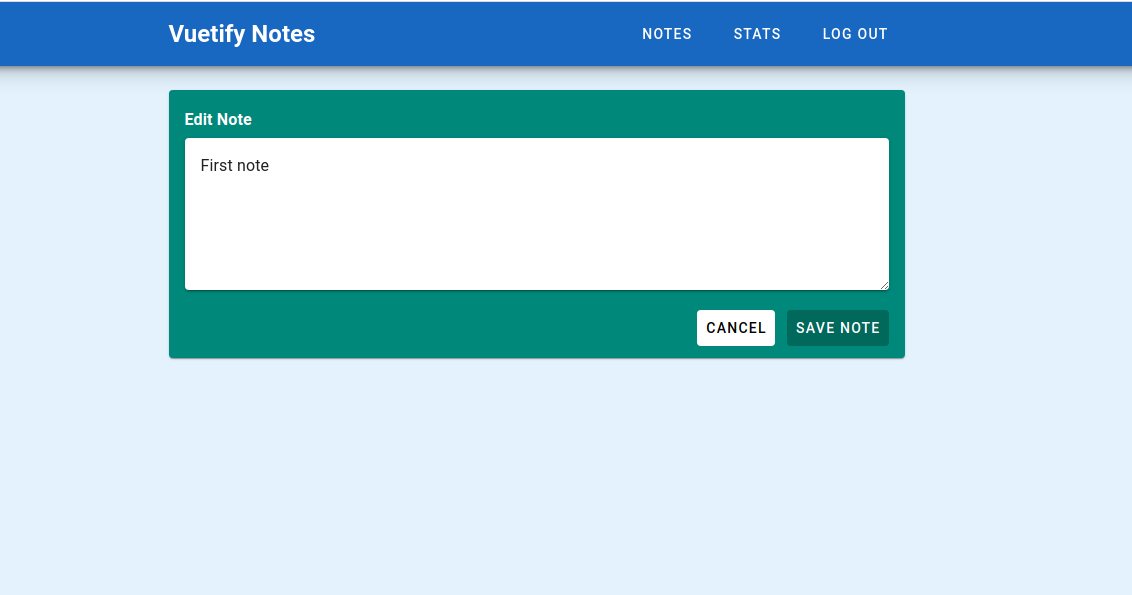 Vuetify Notes NOTES STATS LOG OUT
Edit Note
First note
CANCEL SAVE NOTE